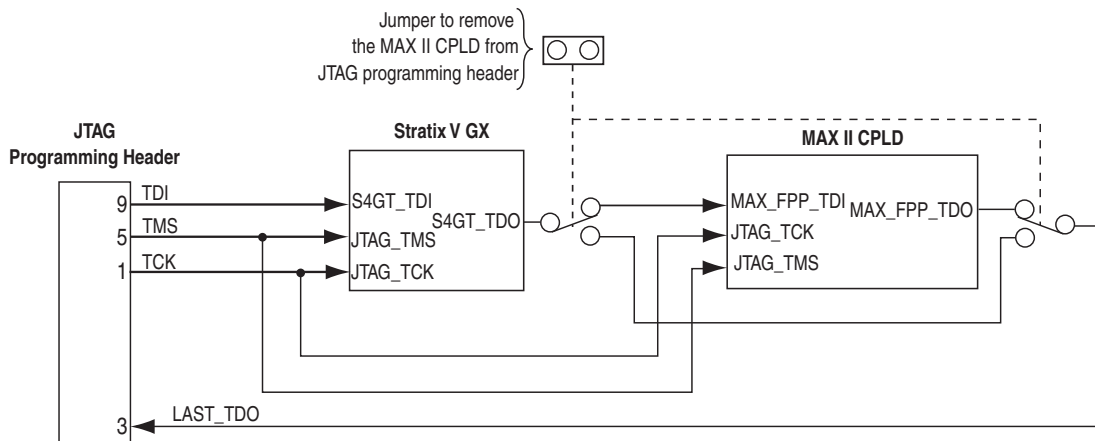 Jumper to remove
the MAX II CPLD from
JTAG programming header
JTAG
Programming Header
Stratix V GX
MAX II CPLD
9 TDI
5 TMS
1 TCK
3 LAST_TDO
S4GT_TDI
S4GT_TDO
JTAG_TMS
JTAG_TCK
MAX_FPP_TDI
MAX_FPP_TDO
JTAG_TCK
JTAG_TMS